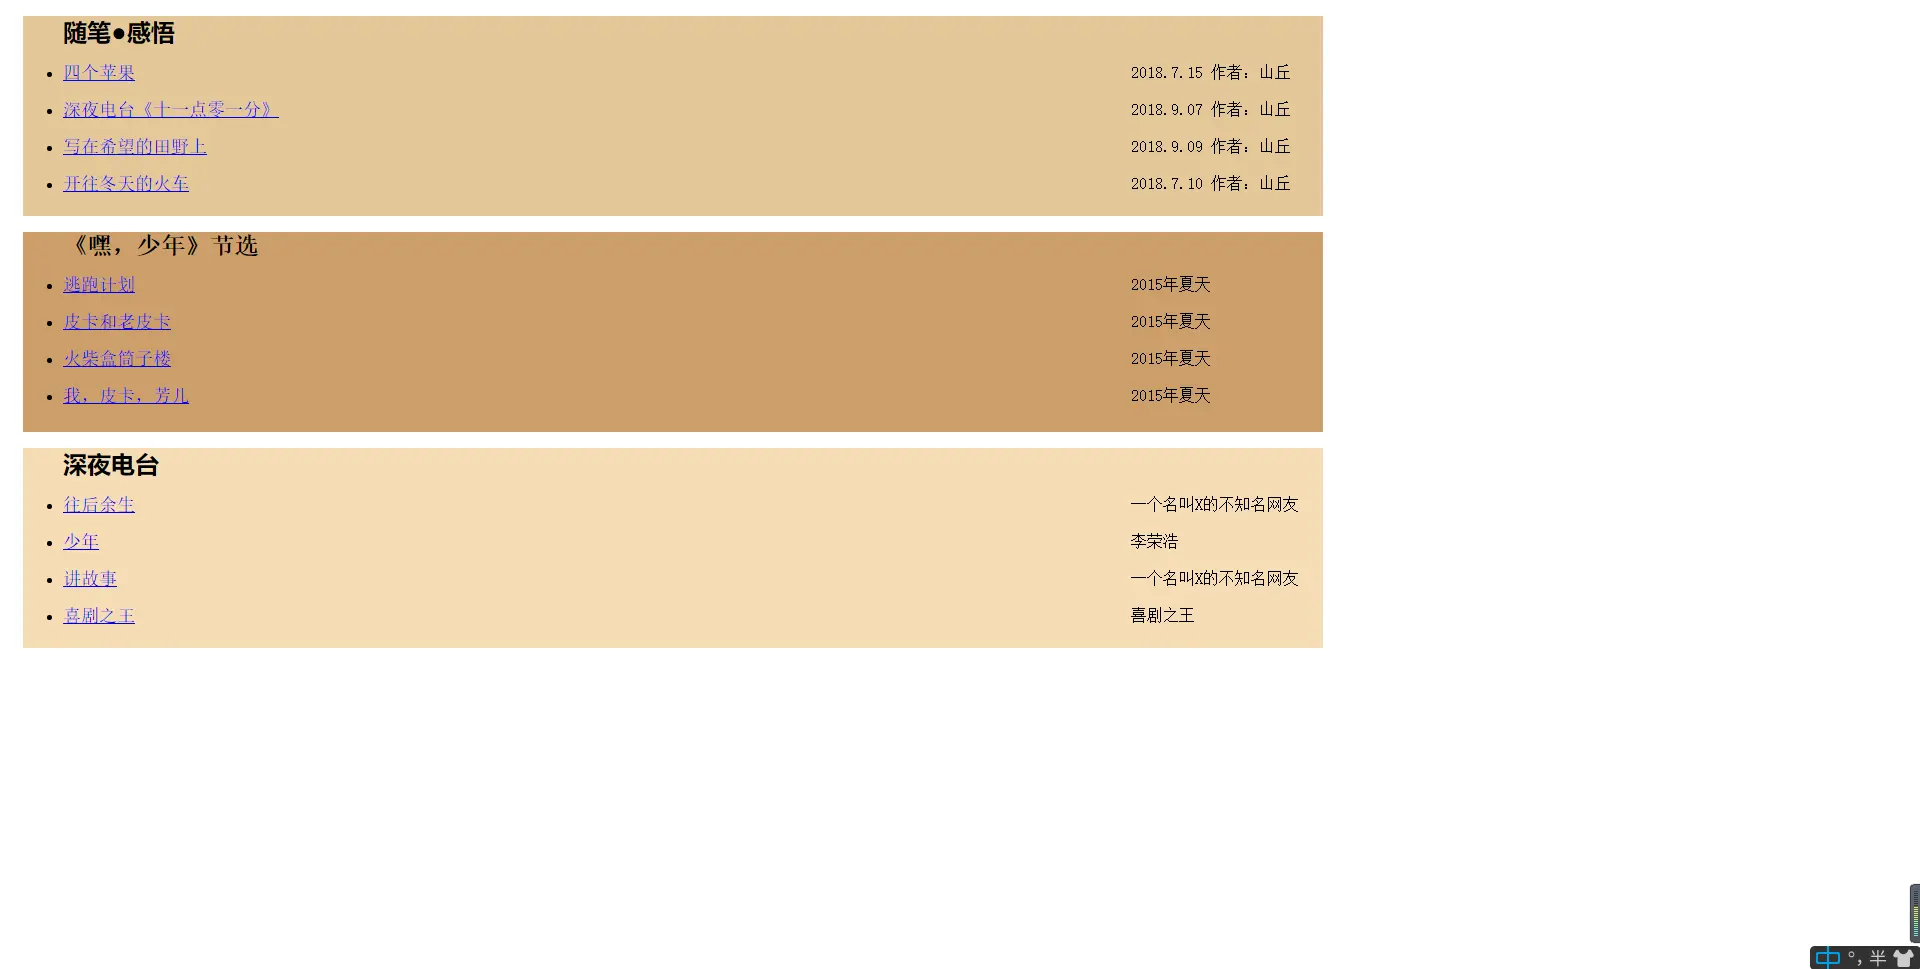 随笔●感悟
四个苹果 2018.7.15 作者：山丘
深夜电台《十一点零一分》 2018.9.07 作者：山丘
写在希望的田野上 2018.9.09 作者：山丘
开往冬天的火车 2018.7.10 作者：山丘
《嘿，少年》节选
逃跑计划 2015年夏天
皮卡和老皮卡 2015年夏天
火柴盒筒子楼 2015年夏天
我，皮卡，芳儿 2015年夏天
深夜电台
往后余生 一个名叫X的不知名网友
少年 李荣浩
讲故事 一个名叫X的不知名网友
喜剧之王 喜剧之王
中 °, 半